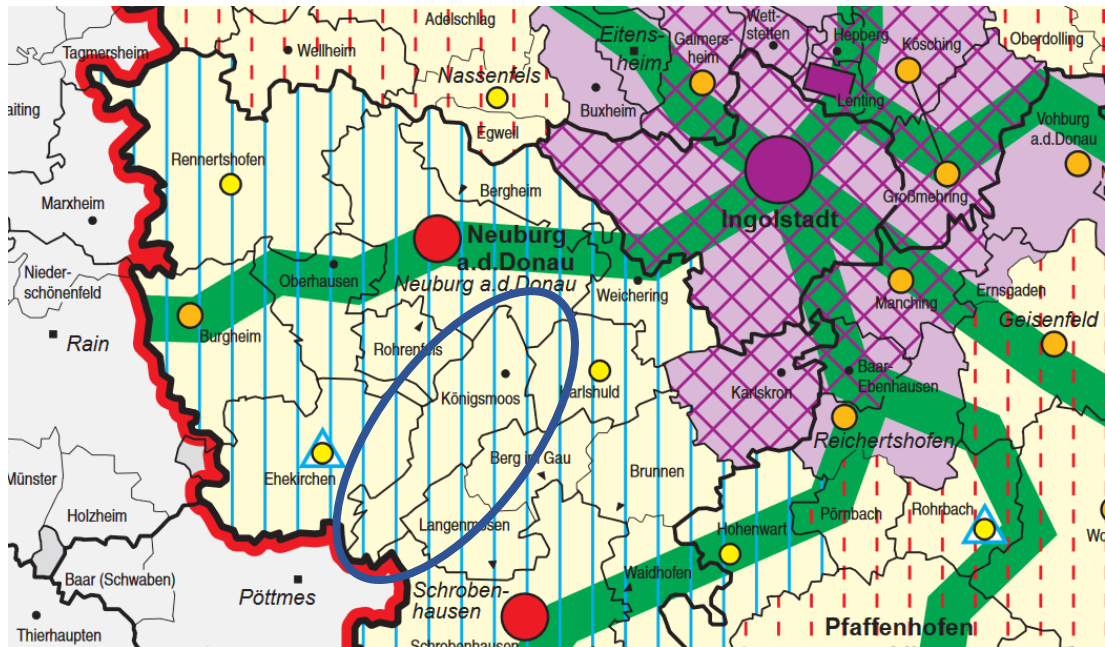 Tagmersheim
Wellheim
Adelschlag
Nassenfels
Egweil
Eitens-
heim
Gaimers-
heim
Wett-
stetten
Hepberg
Lenting
Kösching
Oberdolling
Buxheim
Vohburg
a.d.Donau
Großmehring
Ingolstadt
aiting
Marxheim
Rennertshofen
Bergheim
Neuburg
a.d.Donau
Neuburg a.d.Donau
Oberhausen
Weichering
Nieder-
schönenfeld
Rain
Burgheim
Rohrenfels
Königsmoos
Karlshuld
Karlskron
Manching
Ernsgaden
Geisenfeld
Baar-
Ebenhausen
Reichertshofen
Münster
Ehekirchen
Berg im Gau
Brunnen
Holzheim
Langenmosen
Hohenwart
Pörnbach
Rohrbach
Wo
Baar (Schwaben)
Pöttmes
Schroben-
hausen
Waidhofen
Thierhaupten
Schrobenhausen
Pfaffenhofen